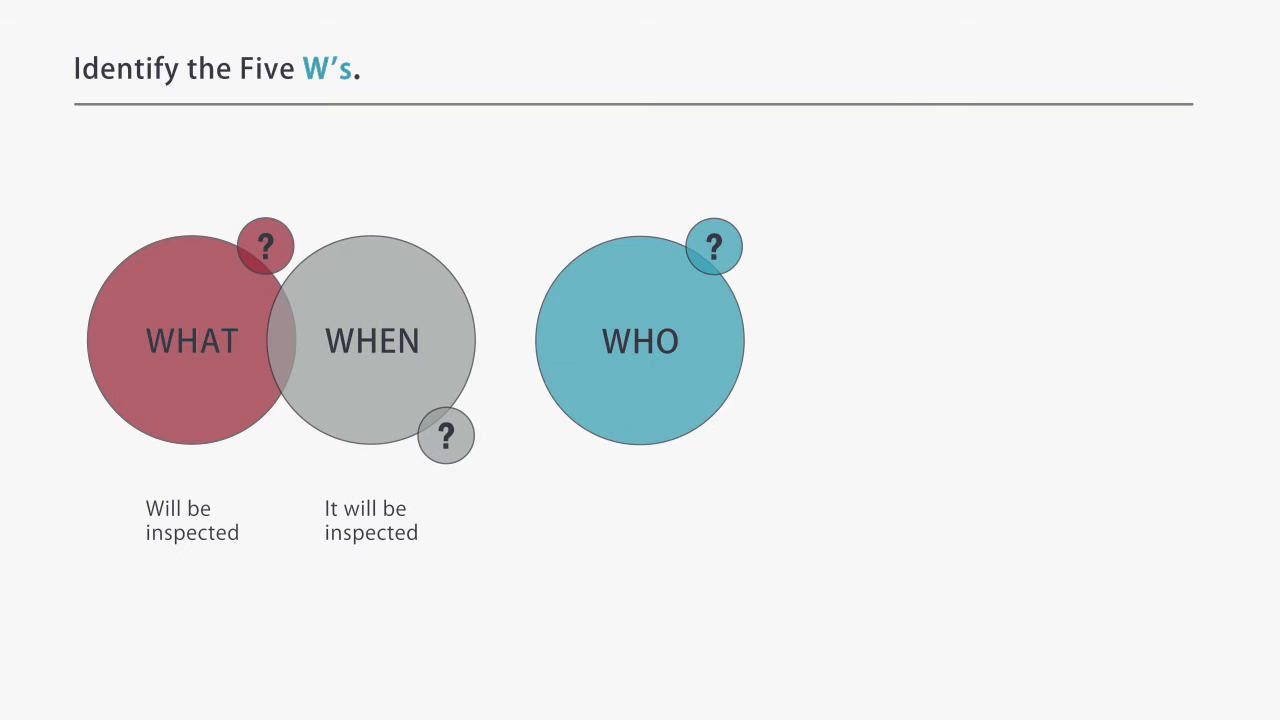 Identify the Five W’s.
?
?
WHAT
WHEN
WHO
?
Will be
inspected
It will be
inspected